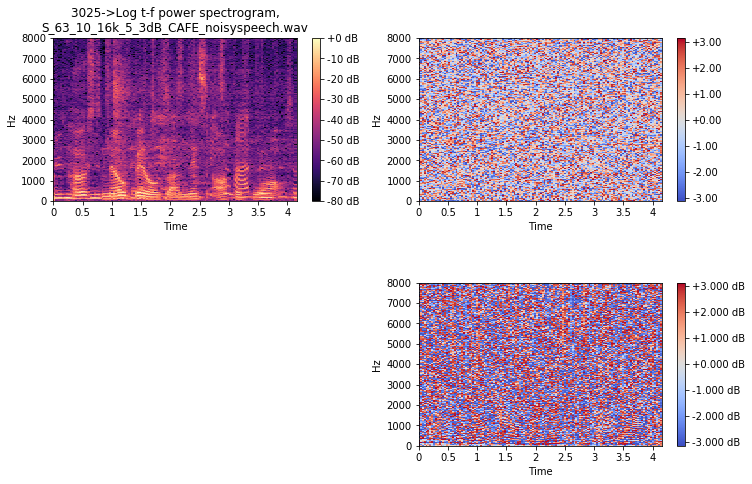 3025->Log t-f power spectrogram,
S_63_10_16k_5_3dB_CAFE_noisyspeech.wav
8000
7000
6000
5000
4000
3000
2000
1000
0
Hz
0 0.5 1 1.5 2 2.5 3 3.5 4
Time
+0 dB
-10 dB
-20 dB
-30 dB
-40 dB
-50 dB
-60 dB
-70 dB
-80 dB
8000
7000
6000
5000
4000
3000
2000
1000
0
Hz
0 0.5 1 1.5 2 2.5 3 3.5 4
Time
+3.00
+2.00
+1.00
+0.00
-1.00
-2.00
-3.00
8000
7000
6000
5000
4000
3000
2000
1000
0
Hz
0 0.5 1 1.5 2 2.5 3 3.5 4
Time
+3.000 dB
+2.000 dB
+1.000 dB
+0.000 dB
-1.000 dB
-2.000 dB
-3.000 dB